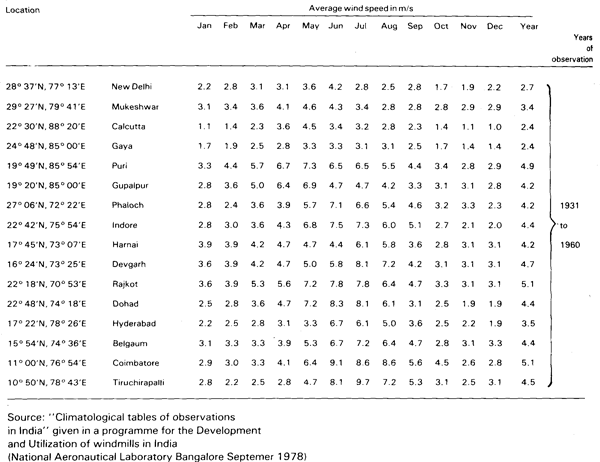 Location Average wind speed in m/s
Jan Feb Mar Apr May Jun Jul Aug Sep Oct Nov Dec Year Years of observation
28° 37'N, 77° 13'E New Delhi 2.2 2.8 3.1 3.1 3.6 4.2 2.8 2.5 2.8 1.7 1.9 2.2 2.7
29° 27'N, 79° 41'E Mukeshwar 3.1 3.4 3.6 4.1 4.6 4.3 3.4 2.8 2.8 2.8 2.9 2.9 3.4
22° 30'N, 88° 20'E Calcutta 1.1 1.4 2.3 3.6 4.5 3.4 3.2 2.8 2.3 1.4 1.1 1.0 2.4
24° 48'N, 85° 00'E Gaya 1.7 1.9 2.5 2.8 3.3 3.3 3.1 3.1 2.5 1.7 1.4 1.4 2.4
19° 49'N, 85° 54'E Puri 3.3 4.4 5.7 6.7 7.3 6.5 6.5 5.5 4.4 3.4 2.8 2.9 4.9
19° 20'N, 85° 00'E Gupalpur 2.8 3.6 5.0 6.4 6.9 4.7 4.7 4.2 3.3 3.1 3.1 2.8 4.2
27° 06'N, 72° 22'E Phaloch 2.8 2.4 3.6 3.9 5.7 7.1 6.6 5.4 4.6 3.2 3.3 2.3 4.2 1931
22° 42'N, 75° 54'E Indore 2.8 3.0 3.6 4.3 6.8 7.5 7.3 6.0 5.1 2.7 2.1 2.0 4.4 to
17° 45'N, 73° 07'E Harnai 3.9 3.9 4.2 4.7 4.7 4.4 6.1 5.8 3.6 2.8 3.1 3.1 4.2 1960
16° 24'N, 73° 25'E Devgarh 3.6 3.9 4.2 4.7 5.0 5.8 8.1 7.2 4.2 3.1 3.1 3.1 4.7
22° 18'N, 70° 53'E Rajkot 3.6 3.9 5.3 5.6 7.2 7.8 7.8 6.4 4.7 3.3 3.1 3.1 5.1
22° 48'N, 74° 18'E Dohad 2.5 2.8 3.6 4.7 7.2 8.3 8.1 6.1 3.1 2.5 1.9 1.9 4.4
17° 22'N, 78° 26'E Hyderabad 2.2 2.5 2.8 3.1 3.3 6.7 6.1 5.0 3.6 2.5 2.2 1.9 3.5
15° 54'N, 74° 36'E Belgaum 3.1 3.3 3.3 3.9 5.3 6.7 7.2 6.4 4.7 2.8 3.1 3.3 4.4
11° 00'N, 76° 54'E Coimbatore 2.9 3.0 3.3 4.1 6.4 9.1 8.6 8.6 5.6 4.5 2.6 2.8 5.1
10° 50'N, 78° 43'E Tiruchirapalli 2.8 2.2 2.5 2.8 4.7 8.1 9.7 7.2 5.3 3.1 2.5 3.1 4.5
Source: "Climatological tables of observations
in India" given in a programme for the Development
and Utilization of windmills in India
(National Aeronautical Laboratory Bangalore Septemer 1978)